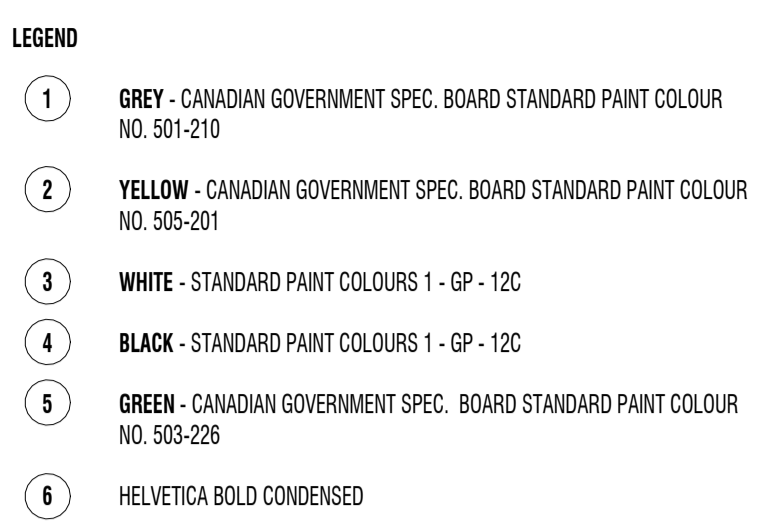 LEGEND
1 GREY - CANADIAN GOVERNMENT SPEC. BOARD STANDARD PAINT COLOUR
NO. 501-210
2 YELLOW - CANADIAN GOVERNMENT SPEC. BOARD STANDARD PAINT COLOUR
NO. 505-201
3 WHITE - STANDARD PAINT COLOURS 1 - GP - 12C
4 BLACK - STANDARD PAINT COLOURS 1 - GP - 12C
5 GREEN - CANADIAN GOVERNMENT SPEC. BOARD STANDARD PAINT COLOUR
NO. 503-226
6 HELVETICA BOLD CONDENSED